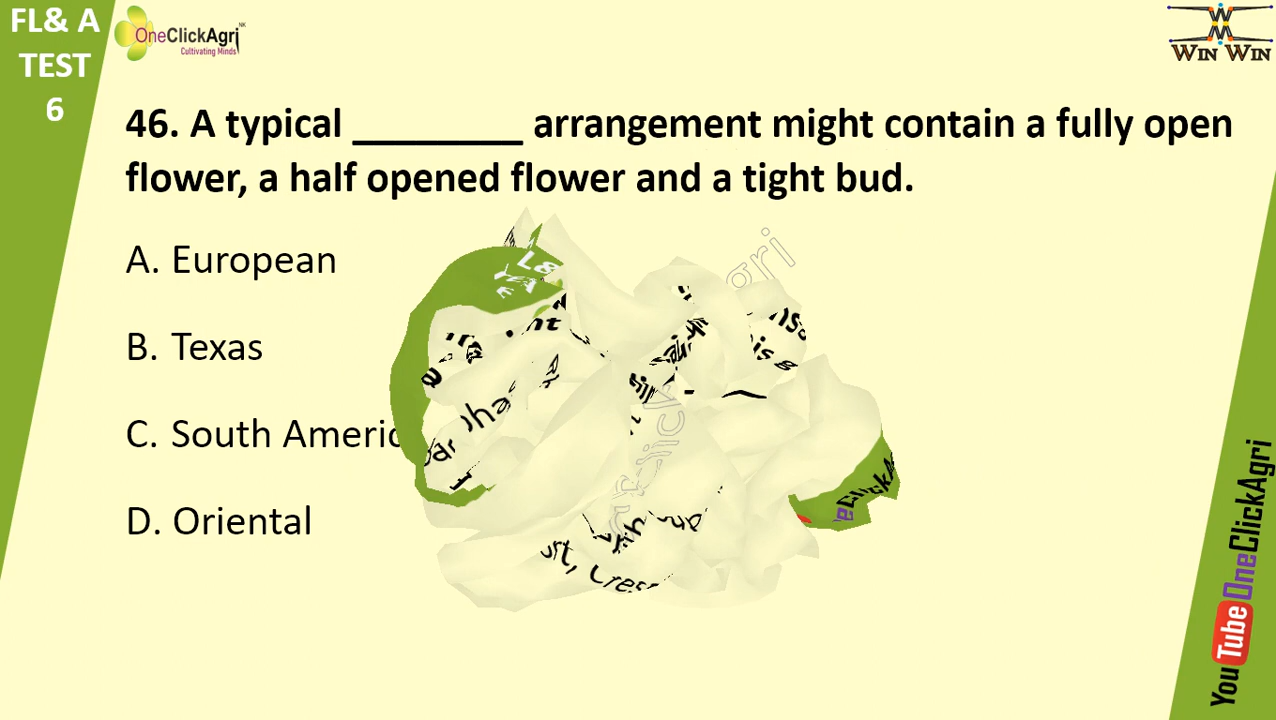 FL& A
TEST
6
OneClickAgri NK
Cultivating Minds
WIN WIN
46. A typical ________ arrangement might contain a fully open
flower, a half opened flower and a tight bud.
A. European
B. Texas
C. South Americ
D. Oriental
YouTube OneClickAgri